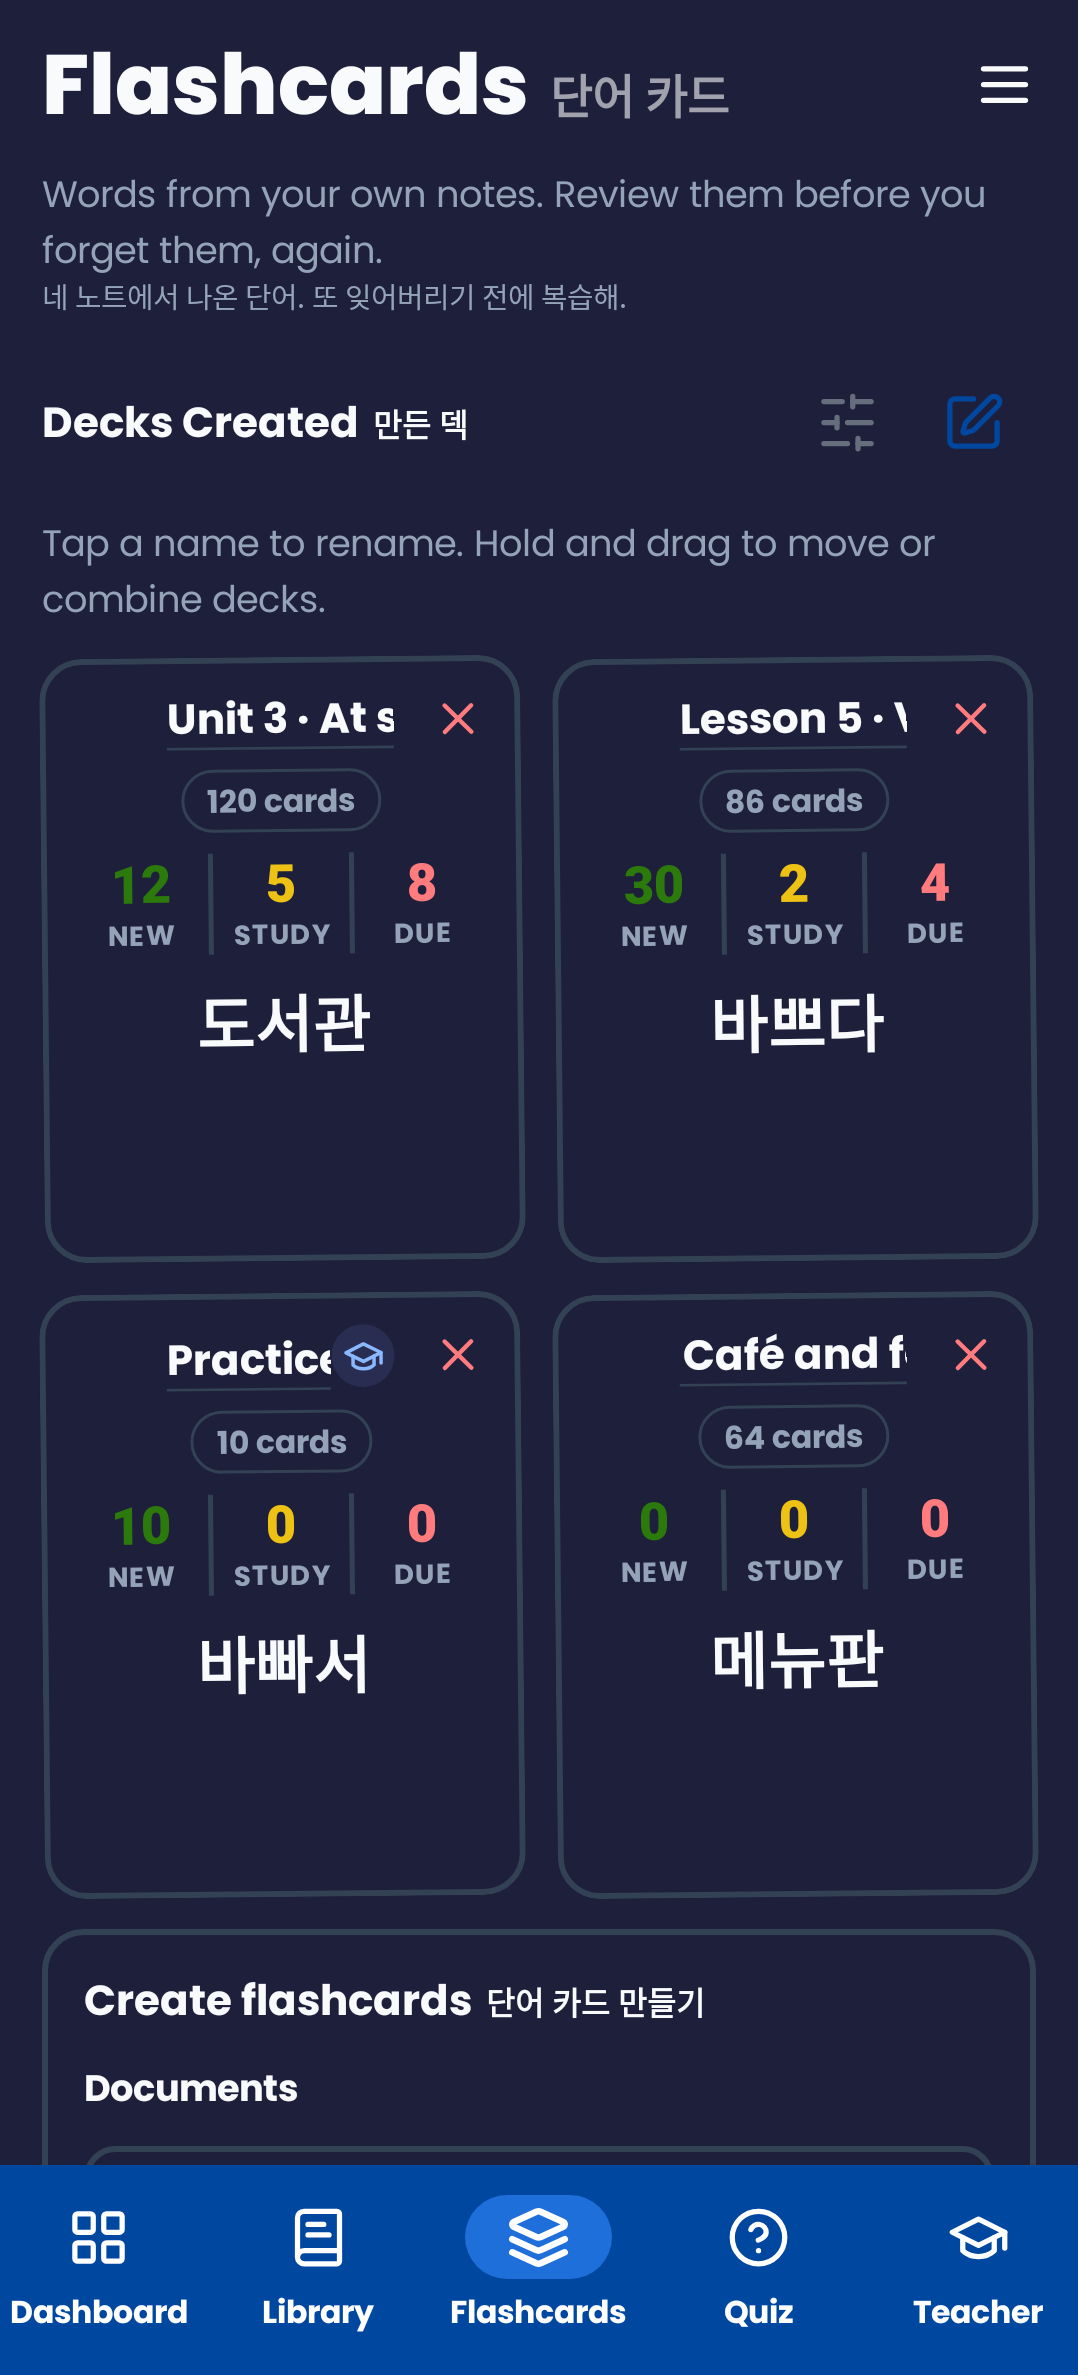 Flashcards 단어 카드
Words from your own notes. Review them before you
forget them, again.
네 노트에서 나온 단어. 또 잊어버리기 전에 복습해.
Decks Created 만든 덱
Tap a name to rename. Hold and drag to move or
combine decks.
Unit 3 · At s
120 cards
12 5 8
NEW STUDY DUE
도서관
Lesson 5 ·
86 cards
30 2 4
NEW STUDY DUE
바쁘다
Practice
10 cards
10 0 0
NEW STUDY DUE
바빠서
Café and f
64 cards
0 0 0
NEW STUDY DUE
메뉴판
Create flashcards 단어 카드 만들기
Documents
Dashboard Library Flashcards Quiz Teacher